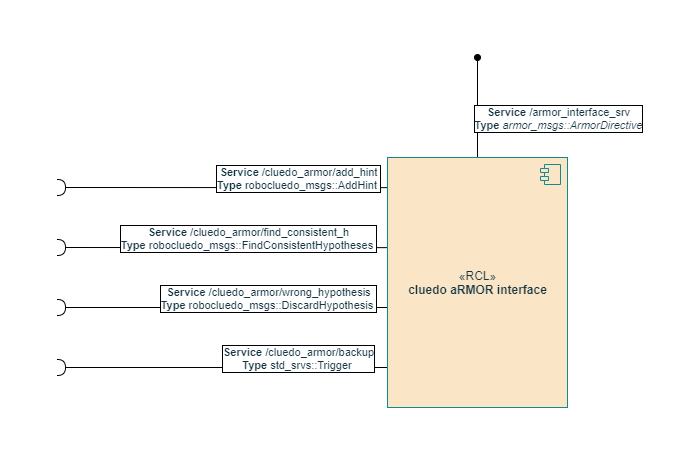 Service /armor_interface_srv
Type armor_msgs::ArmorDirective
Service /cluedo_armor/add_hint
Type robocluedo_msgs::AddHint
Service /cluedo_armor/find_consistent_h
Type robocluedo_msgs::FindConsistentHypotheses
«RCL»
cluedo aRMOR interface
Service /cluedo_armor/wrong_hypothesis
Type robocluedo_msgs::DiscardHypothesis
Service /cluedo_armor/backup
Type std_srvs::Trigger